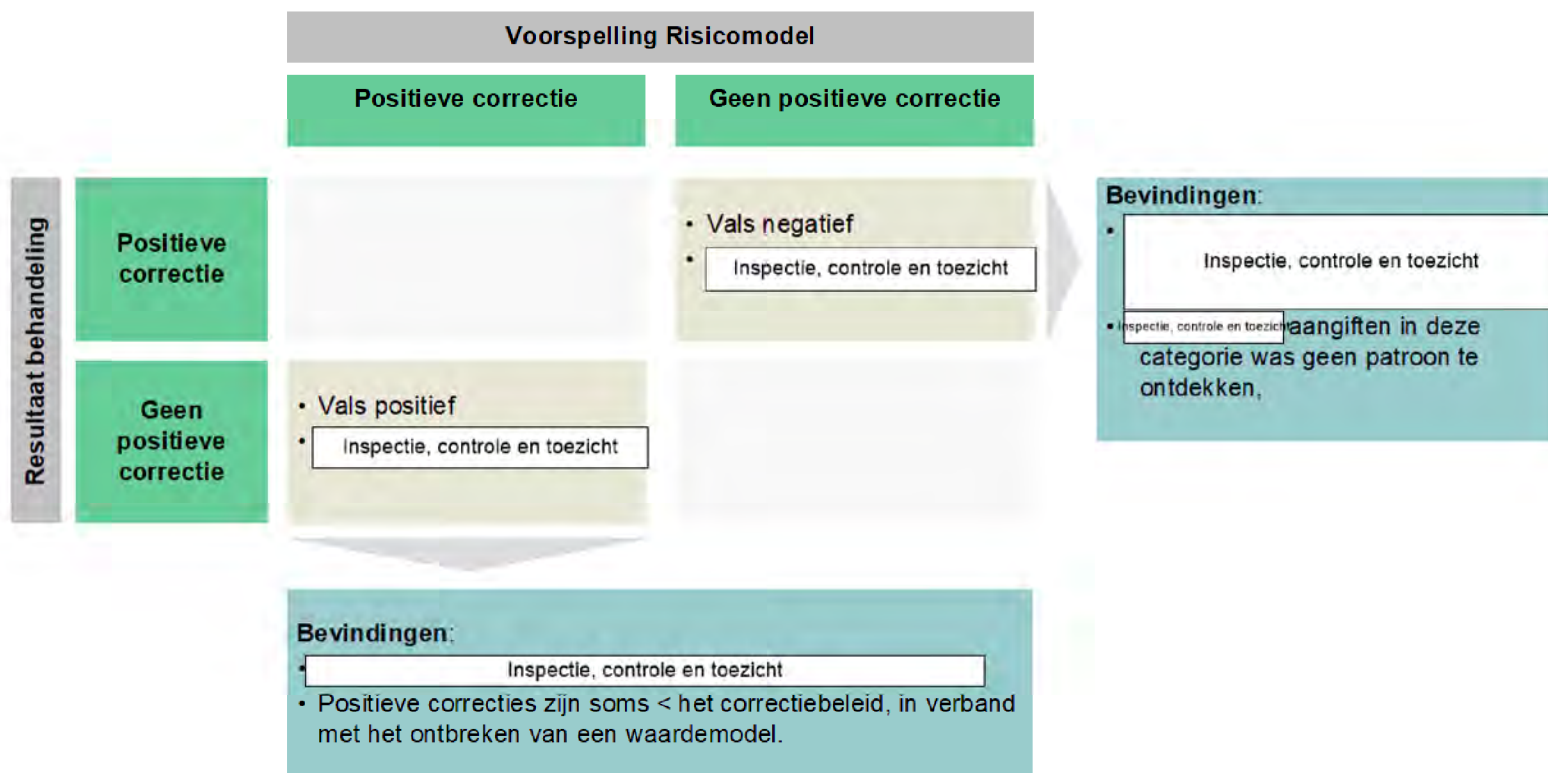 Voorspelling Risicomodel
Positieve correctie
Geen positieve correctie
Resultaat behandeling
Positieve
correctie
• Vals negatief
• Inspectie, controle en toezicht
Bevindingen:
• Inspectie, controle en toezicht
• Inspectie, controle en toezicht aangiften in deze
categorie was geen patroon te
ontdekken,
Geen
positieve
correctie
• Vals positief
• Inspectie, controle en toezicht
Bevindingen:
• Inspectie, controle en toezicht
• Positieve correcties zijn soms < het correctiebeleid, in verband
met het ontbreken van een waardemodel.